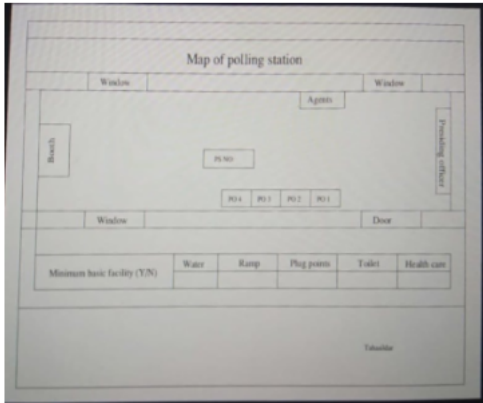 Map of polling station
Window Window
Agents
Booth
Presiding officer
PS NO
PO 4 PO 3 PO 2 PO 1
Window Door
Minimum basic facility (Y/N) Water Ramp Plug points Toilet Health care
Tahasildar